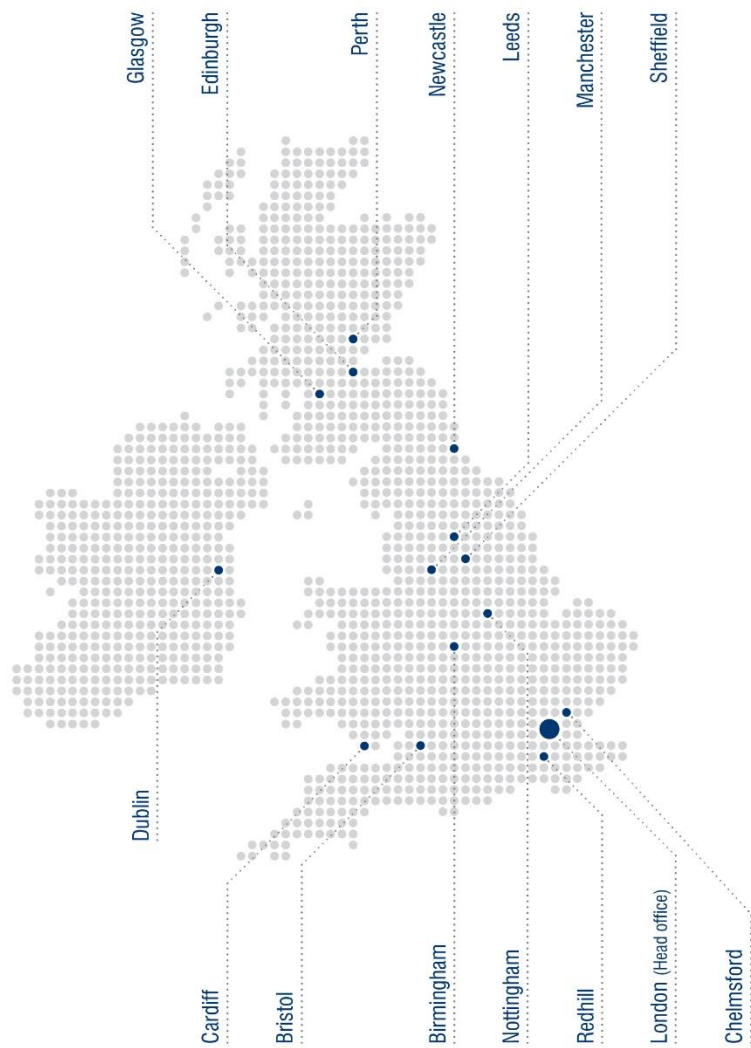 Glasgow
Edinburgh
Perth
Newcastle
Leeds
Manchester
Sheffield
Dublin
Cardiff
Bristol
Birmingham
Nottingham
Redhill
London (Head office)
Chelmsford